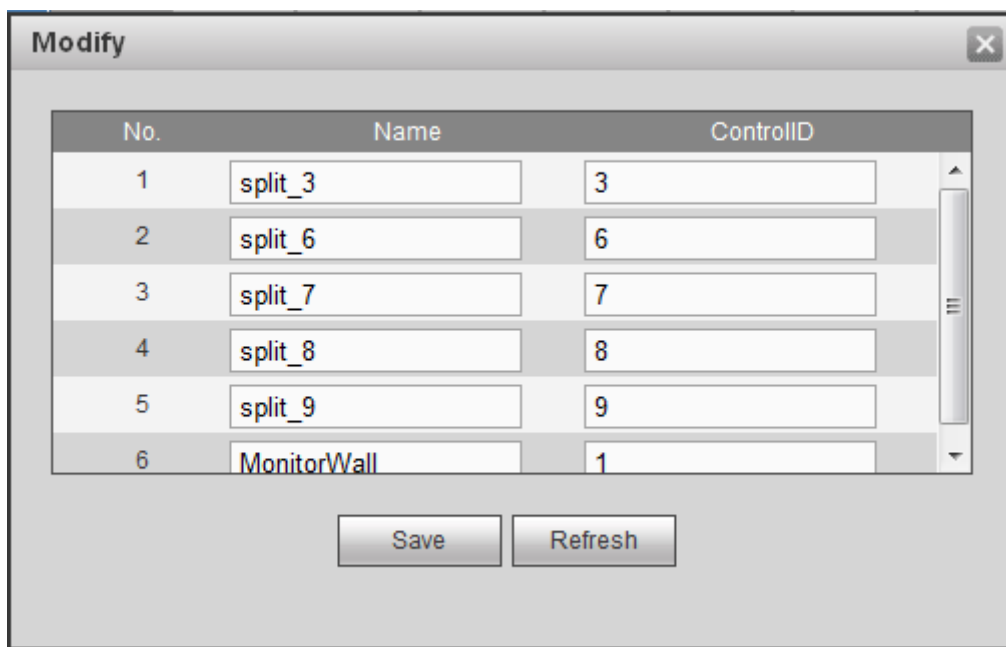 Modify
No. Name ControlID
1 split_3 3
2 split_6 6
3 split_7 7
4 split_8 8
5 split_9 9
6 MonitorWall 1
Save Refresh